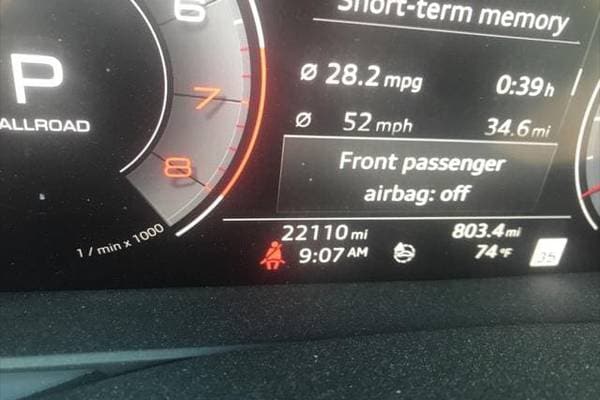 Short-term memory
6
P
Ø 28.2 mpg 0:39 h
7
ALLROAD
Ø 52 mph 34.6 mi
8
Front passenger
airbag: off
1 / min x 1000
22110 mi 803.4 mi
9:07 AM 74 °F 35